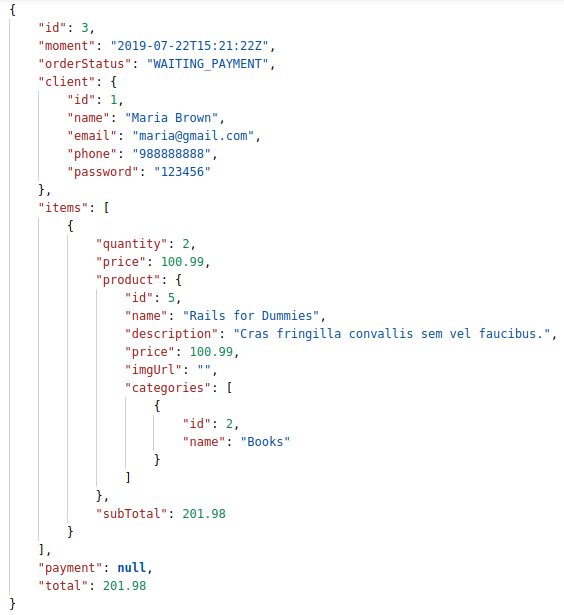 {
    "id": 3,
    "moment": "2019-07-22T15:21:22Z",
    "orderStatus": "WAITING_PAYMENT",
    "client": {
        "id": 1,
        "name": "Maria Brown",
        "email": "maria@gmail.com",
        "phone": "988888888",
        "password": "123456"
    },
    "items": [
        {
            "quantity": 2,
            "price": 100.99,
            "product": {
                "id": 5,
                "name": "Rails for Dummies",
                "description": "Cras fringilla convallis sem vel faucibus.",
                "price": 100.99,
                "imgUrl": "",
                "categories": [
                    {
                        "id": 2,
                        "name": "Books"
                    }
                ]
            },
            "subTotal": 201.98
        }
    ],
    "payment": null,
    "total": 201.98
}